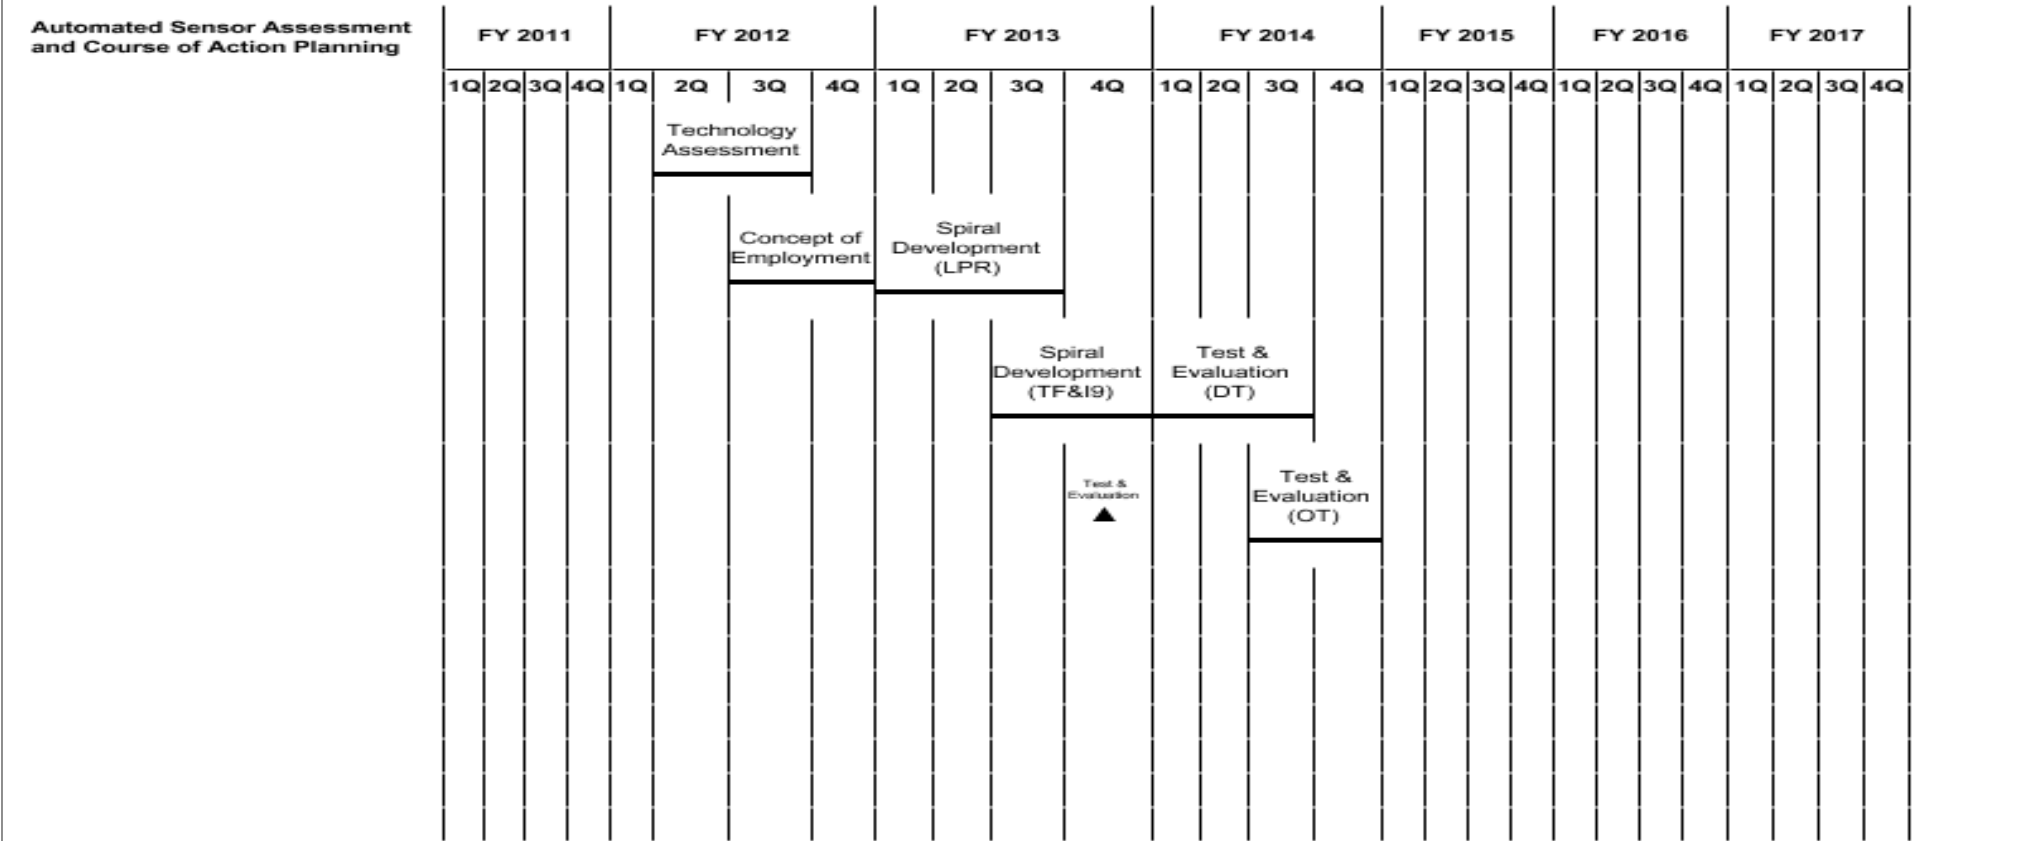 Automated Sensor Assessment
and Course of Action Planning
FY 2011 FY 2012 FY 2013 FY 2014 FY 2015 FY 2016 FY 2017
1Q 2Q 3Q 4Q 1Q 2Q 3Q 4Q 1Q 2Q 3Q 4Q 1Q 2Q 3Q 4Q 1Q 2Q 3Q 4Q 1Q 2Q 3Q 4Q 1Q 2Q 3Q 4Q
Technology
Assessment
Concept of
Employment
Spiral
Development
(LPR)
Spiral
Development
(TF&I9)
Test &
Evaluation
(DT)
Test &
Evaluation
Test &
Evaluation
(OT)